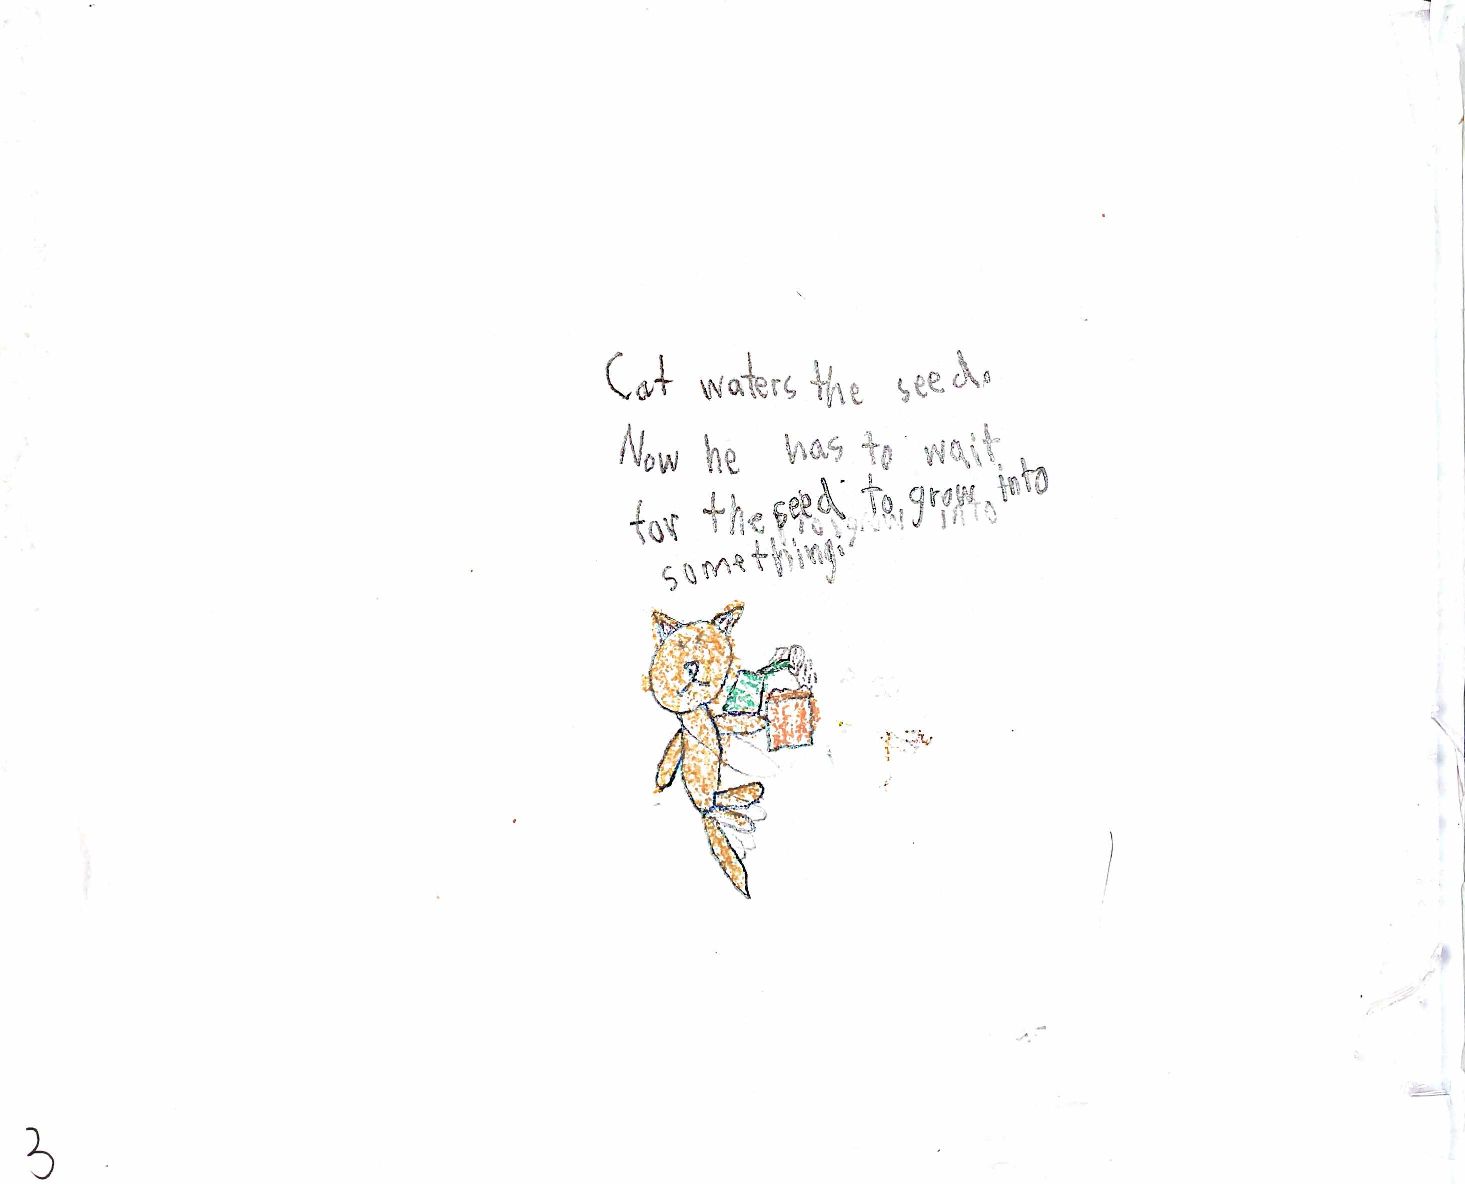 Cat waters the seed.
Now he has to wait
for the seed to grow into
something.
3